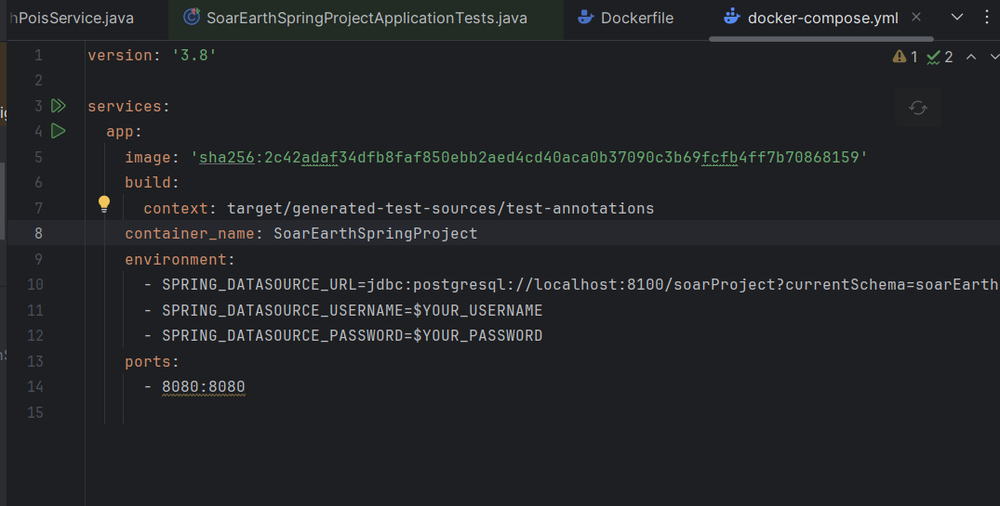 hPoisService.java SoarEarthSpringProjectApplicationTests.java Dockerfile docker-compose.yml
1 version: '3.8' 1 2
2
3 services:
4 app:
5 image: 'sha256:2c42adaf34dfb8faf850ebb2aed4cd40aca0b37090c3b69fcfb4ff7b70868159'
6 build:
7 context: target/generated-test-sources/test-annotations
8 container_name: SoarEarthSpringProject
9 environment:
10 - SPRING_DATASOURCE_URL=jdbc:postgresql://localhost:8100/soarProject?currentSchema=soarEarth
11 - SPRING_DATASOURCE_USERNAME=$YOUR_USERNAME
12 - SPRING_DATASOURCE_PASSWORD=$YOUR_PASSWORD
13 ports:
14 - 8080:8080
15